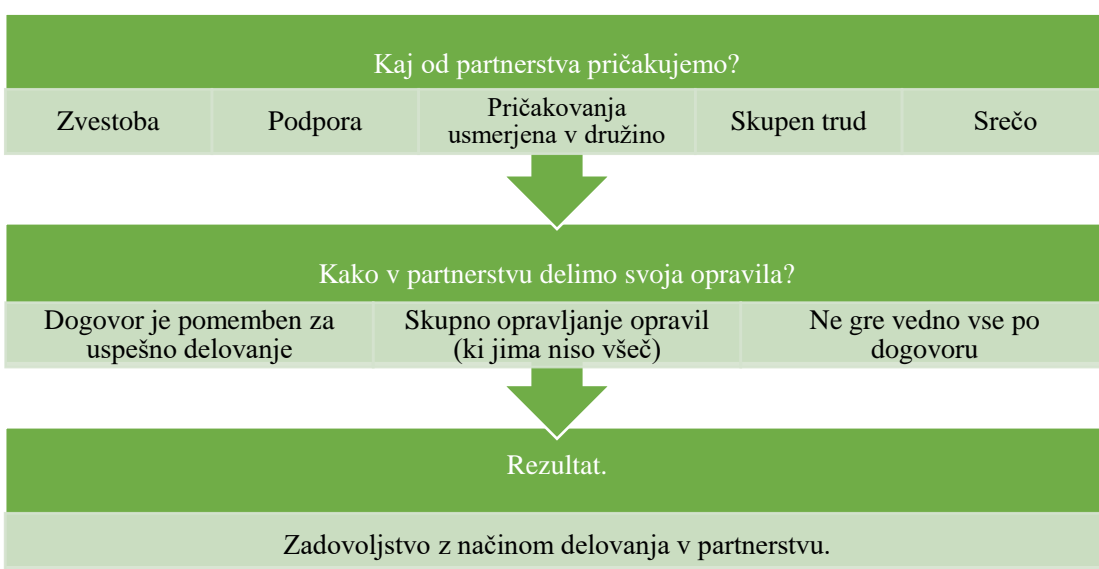 Kaj od partnerstva pričakujemo?
Zvestoba
Podpora
Pričakovanja
usmerjena v družino
Skupen trud
Srečo
Kako v partnerstvu delimo svoja opravila?
Dogovor je pomemben za
uspešno delovanje
Skupno opravljanje opravil
(ki jima niso všeč)
Ne gre vedno vse po
dogovoru
Rezultat.
Zadovoljstvo z načinom delovanja v partnerstvu.